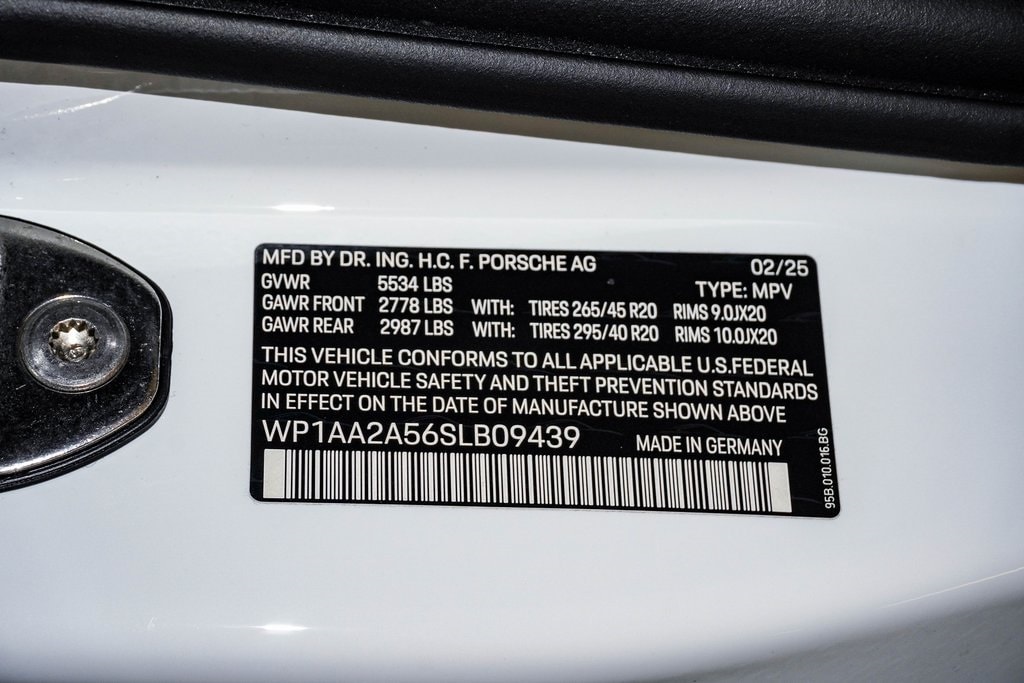 MFD BY DR. ING. H.C. F. PORSCHE AG 02/25
GVWR 5534 LBS TYPE: MPV
GAWR FRONT 2778 LBS WITH: TIRES 265/45 R20 RIMS 9.0JX20
GAWR REAR 2987 LBS WITH: TIRES 295/40 R20 RIMS 10.0JX20
THIS VEHICLE CONFORMS TO ALL APPLICABLE U.S.FEDERAL
MOTOR VEHICLE SAFETY AND THEFT PREVENTION STANDARDS
IN EFFECT ON THE DATE OF MANUFACTURE SHOWN ABOVE
WP1AA2A56SLB09439 MADE IN GERMANY
95B.010.016.BG